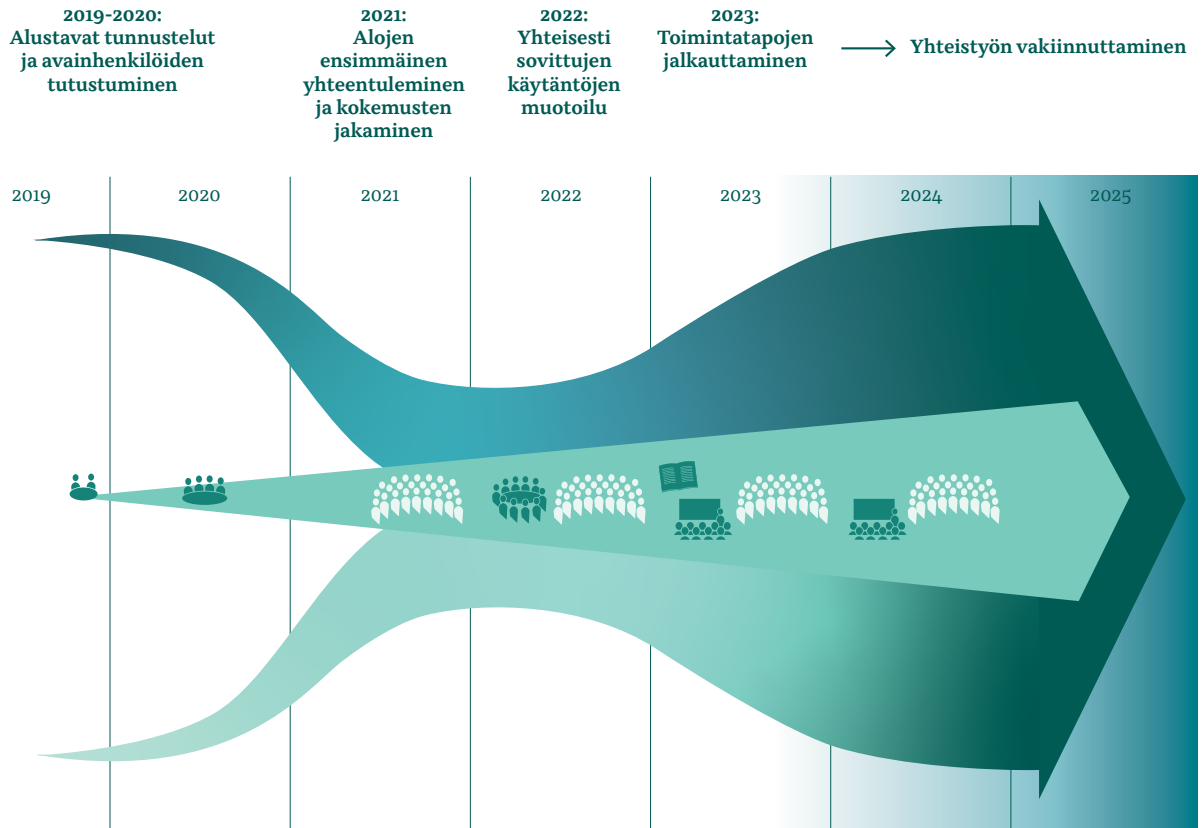 2019-2020:
Alustavat tunnustelut
ja avainhenkilöiden
tutustuminen
2021:
Alojen
ensimmäinen
yhteentuleminen
ja kokemusten
jakaminen
2022:
Yhteisesti
sovittujen
käytäntöjen
muotoilu
2023:
Toimintatapojen
jalkauttaminen
Yhteistyön vakiinnuttaminen
2019
2020
2021
2022
2023
2024
2025